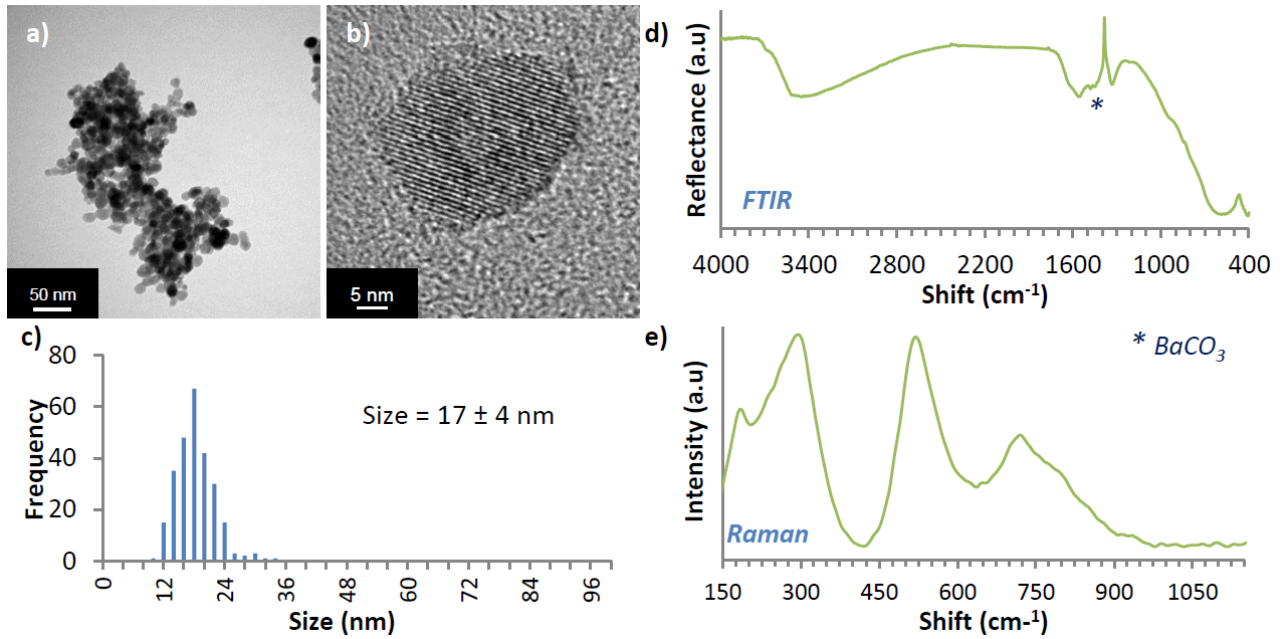 a)
50 nm
b)
5 nm
c)
80
60
40
20
0
Frequency
Size = 17 ± 4 nm
0 12 24 36 48 60 72 84 96
Size (nm)
d)
Reflectance (a.u)
*
FTIR
4000 3400 2800 2200 1600 1000 400
Shift (cm⁻¹)
e)
* BaCO₃
Intensity (a.u)
Raman
150 300 450 600 750 900 1050
Shift (cm-¹)